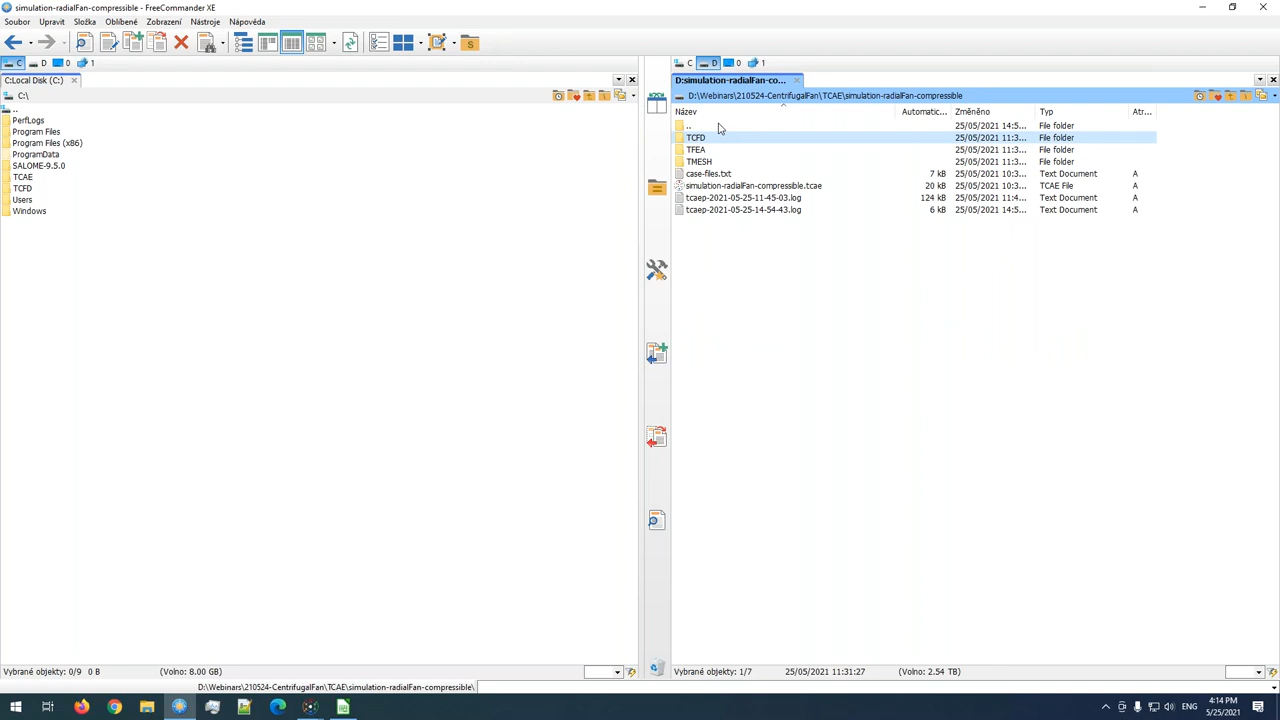 simulation-radialFan-compressible - FreeCommander XE
Soubor Upravit Složka Oblíbené Zobrazení Nástroje Nápověda
S
C D 0 1
C D 0 1
C:Local Disk (C:)
D:simulation-radialFan-co...
C:\
D:\Webinars\210524-CentrifugalFan\TCAE\simulation-radialFan-compressible
..
PerfLogs
Program Files
Program Files (x86)
ProgramData
SALOME-9.5.0
TCAE
TCFD
Users
Windows
Název Automatic... Změněno Typ Atr...
.. 25/05/2021 14:5... File folder
TCFD 25/05/2021 11:3... File folder
TFEA 25/05/2021 11:3... File folder
TMESH 25/05/2021 11:3... File folder
case-files.txt 7 kB 25/05/2021 10:3... Text Document A
simulation-radialFan-compressible.tcae 20 kB 25/05/2021 10:3... TCAE File A
tcaep-2021-05-25-11-45-03.log 124 kB 25/05/2021 11:4... Text Document A
tcaep-2021-05-25-14-54-43.log 6 kB 25/05/2021 14:5... Text Document A
Vybrané objekty: 0/9 0 B (Volno: 8.00 GB)
Vybrané objekty: 1/7 25/05/2021 11:31:27 (Volno: 2.54 TB)
D:\Webinars\210524-CentrifugalFan\TCAE\simulation-radialFan-compressible\
ENG
4:14 PM
5/25/2021